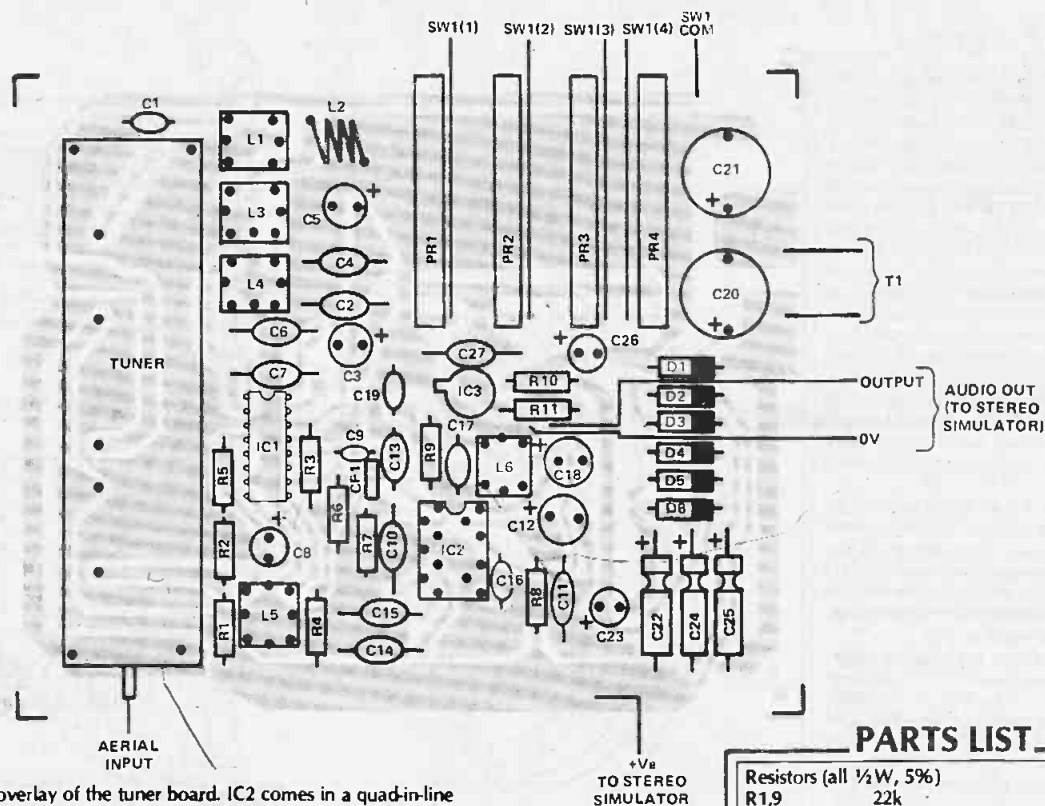 SW1(1) SW1(2) SW1(3) SW1(4) SW1 COM
C1
L1
L2
L3
C5
L4
C4
C2
C6
C3
C7
TUNER
PR1
PR2
PR3
PR4
C21
C20
T1
C27
C26
IC3
R10
R11
C19
D1
D2
D3
D4
D5
D6
OUTPUT
0V
AUDIO OUT
(TO STEREO
SIMULATOR)
IC1
R5
R3
C9
CF1
C13
R9
C17
L6
C18
R6
R7
C10
IC2
C12
R2
C8
C16
R8
C11
C23
R1
L5
R4
C15
C14
C22
C24
C25
AERIAL
INPUT
+Ve
TO STEREO
SIMULATOR
overlay of the tuner board. IC2 comes in a quad-in-line
PARTS LIST
Resistors (all ½W, 5%)
R1,9 22k